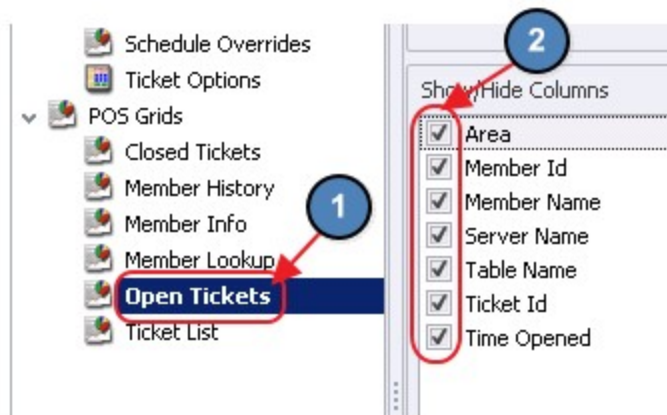 Schedule Overrides
Ticket Options
POS Grids
Closed Tickets
Member History
Member Info
Member Lookup
Open Tickets
Ticket List
1
2
Show/Hide Columns
Area
Member Id
Member Name
Server Name
Table Name
Ticket Id
Time Opened